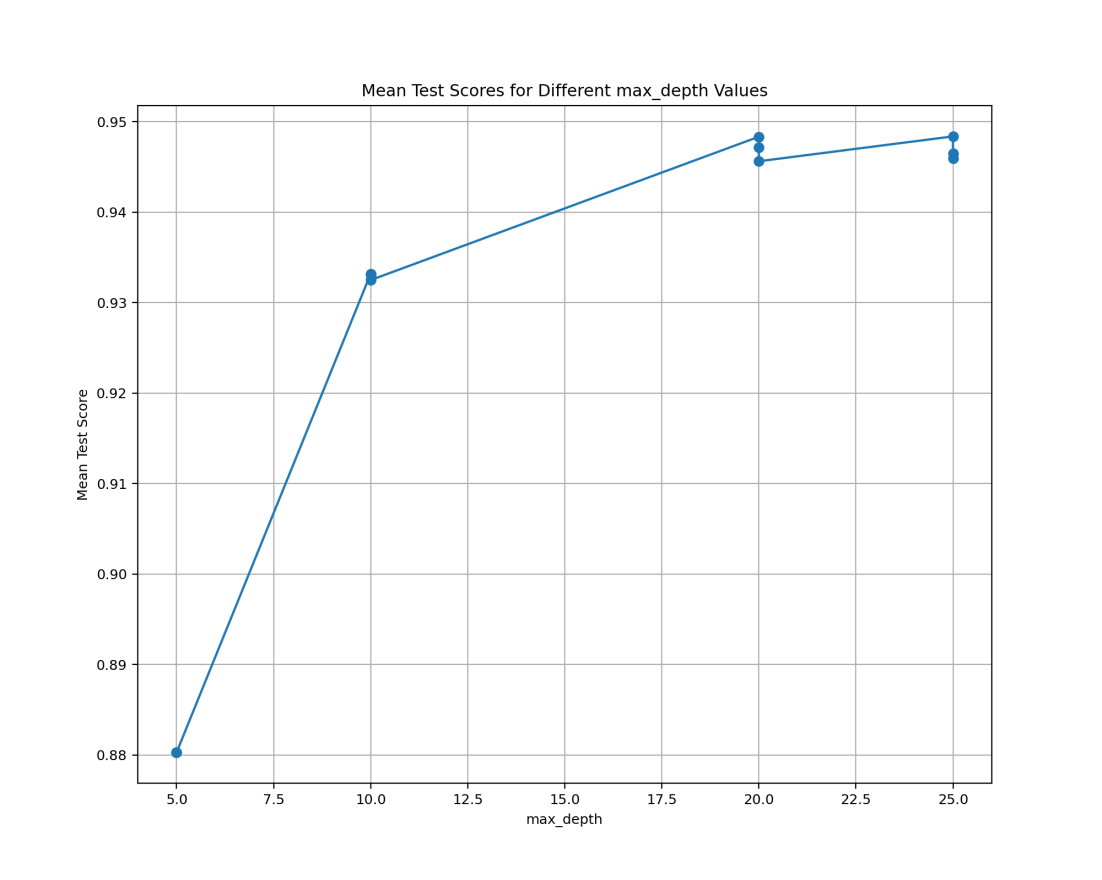 Mean Test Scores for Different max_depth Values
0.95
0.94
0.93
0.92
0.91
0.90
0.89
0.88
Mean Test Score
5.0 7.5 10.0 12.5 15.0 17.5 20.0 22.5 25.0
max_depth